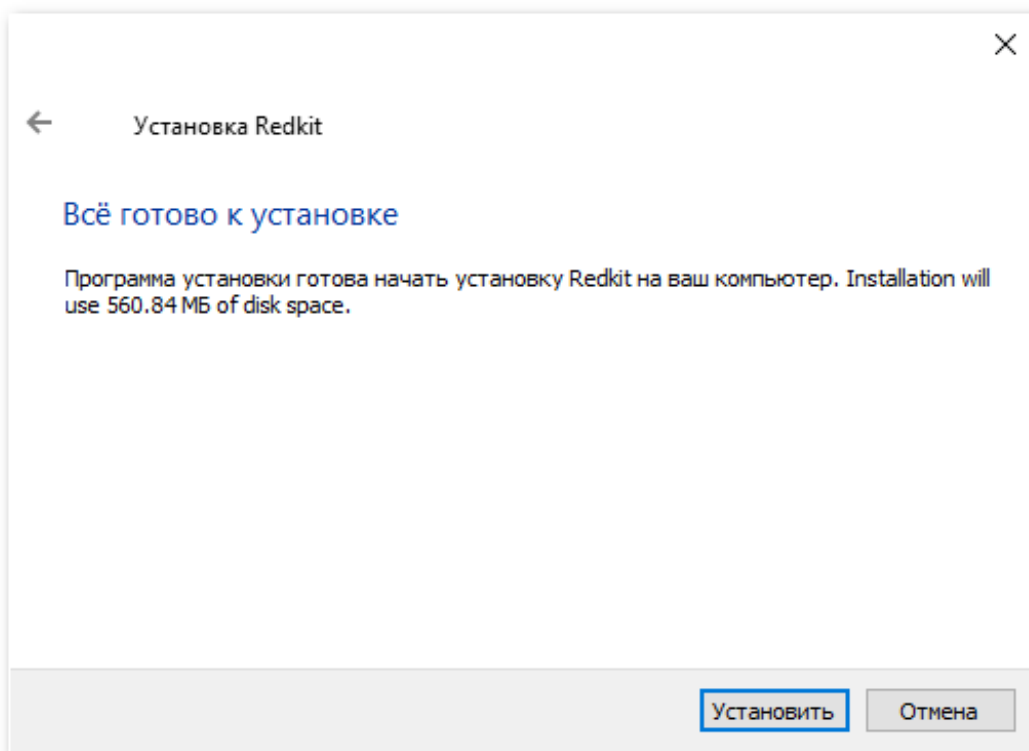 Установка Redkit
Всё готово к установке
Программа установки готова начать установку Redkit на ваш компьютер. Installation will
use 560.84 МБ of disk space.
Установить
Отмена